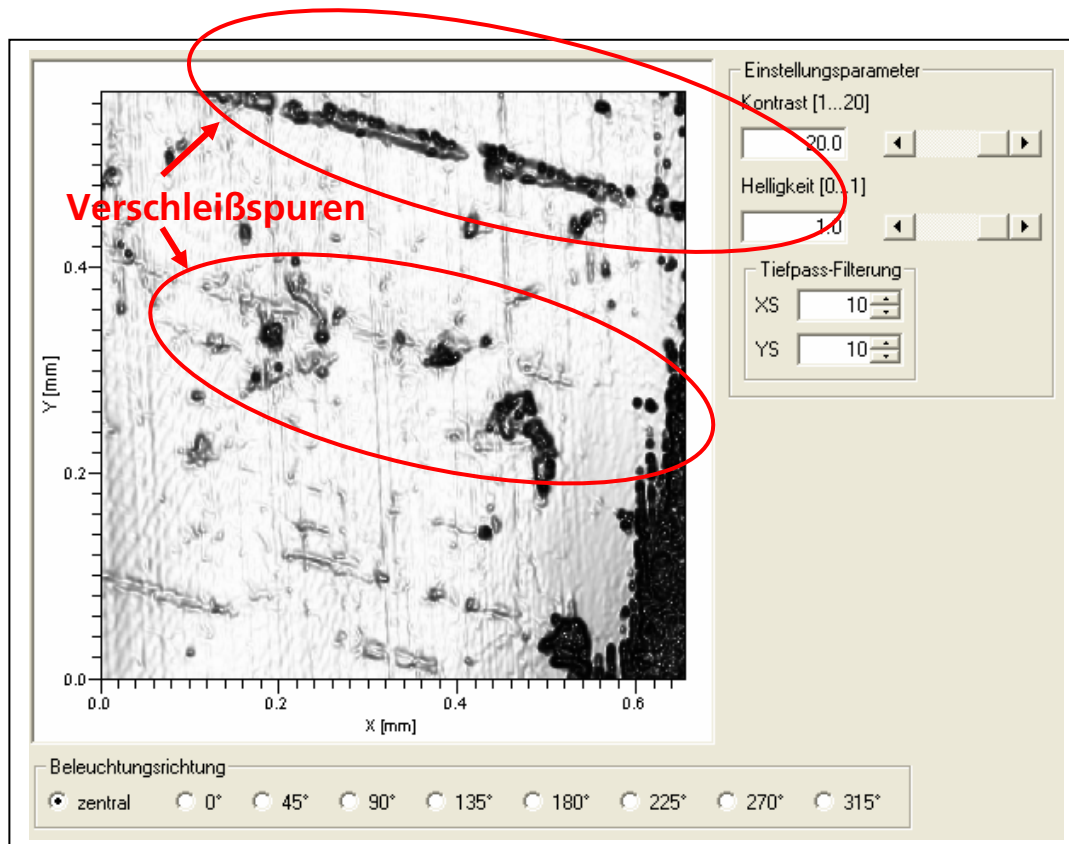 Einstellungsparameter
Kontrast [1...20]
20.0
Helligkeit [0...1]
1.0
Tiefpass-Filterung
XS 10
YS 10
Verschleißspuren
0.4
0.2
0.0
Y [mm]
0.0 0.2 0.4 0.6
X [mm]
Beleuchtungsrichtung
zentral 0° 45° 90° 135° 180° 225° 270° 315°